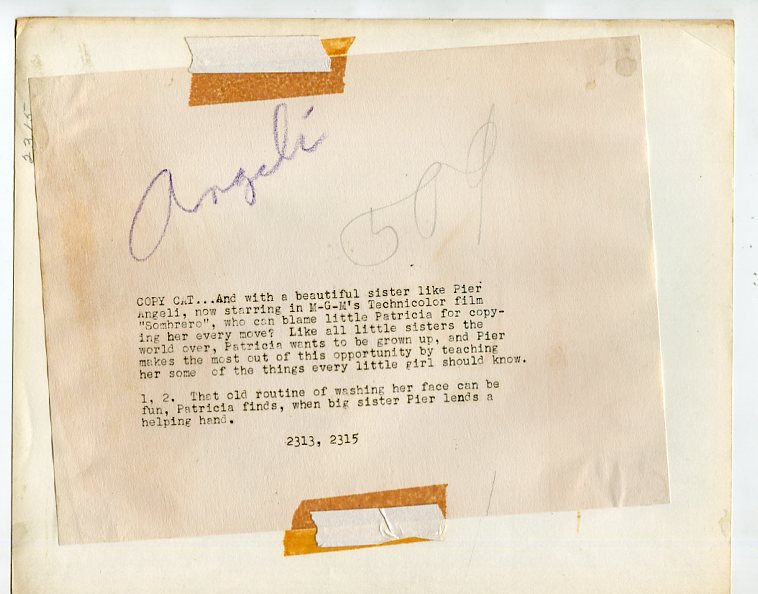 2315
Angeli
509
COPY CAT...And with a beautiful sister like Pier
Angeli, now starring in M-G-M's Technicolor film
"Sombrero", who can blame little Patricia for copy-
ing her every move?  Like all little sisters the
world over, Patricia wants to be grown up, and Pier
makes the most out of this opportunity by teaching
her some  of the things every little girl should know.
1, 2.  That old routine of washing her face can be
fun, Patricia finds, when big sister Pier lends a
helping hand.
2313, 2315